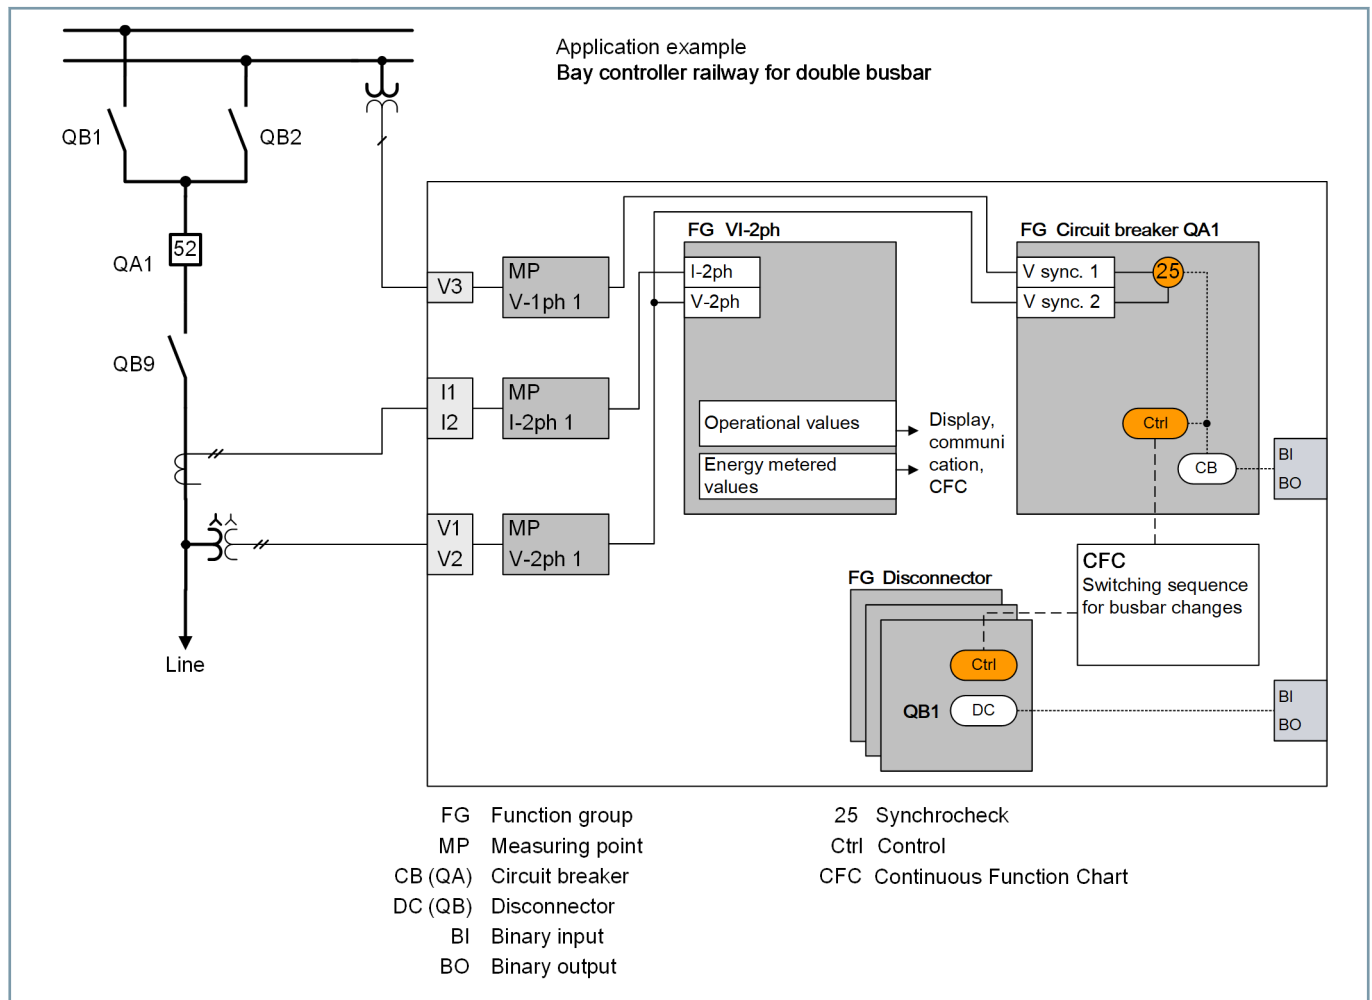 Application example
Bay controller railway for double busbar
QB1
QB2
QA1
52
QB9
Line
V3
MP
V-1ph 1
I1
I2
MP
I-2ph 1
V1
V2
MP
V-2ph 1
FG VI-2ph
I-2ph
V-2ph
Operational values
Energy metered
values
Display,
communi
cation,
CFC
FG Circuit breaker QA1
V sync. 1
V sync. 2
25
Ctrl
CB
BI
BO
CFC
Switching sequence
for busbar changes
FG Disconnector
Ctrl
QB1
DC
BI
BO
FG Function group
MP Measuring point
CB (QA) Circuit breaker
DC (QB) Disconnector
BI Binary input
BO Binary output
25 Synchrocheck
Ctrl Control
CFC Continuous Function Chart